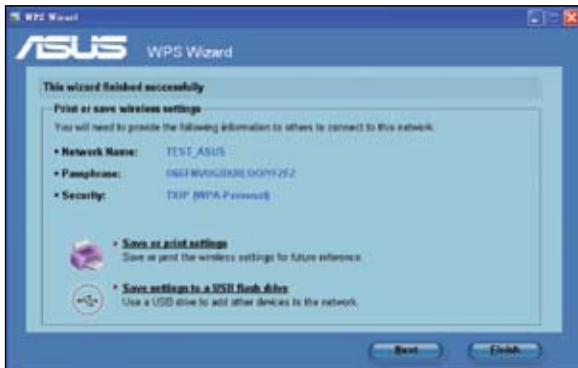 WPS Wizard
ASUS WPS Wizard
This wizard finished successfully
Print or save wireless settings
You will need to provide the following information to others to connect to this network.
• Network Name: TEST_ASUS
• Passphrase:
• Security: TKIP (WPA-Personal)
• Save or print settings
Save or print the wireless settings for future reference.
• Save settings to a USB flash drive
Use a USB drive to add other devices to the network.
Next Finish